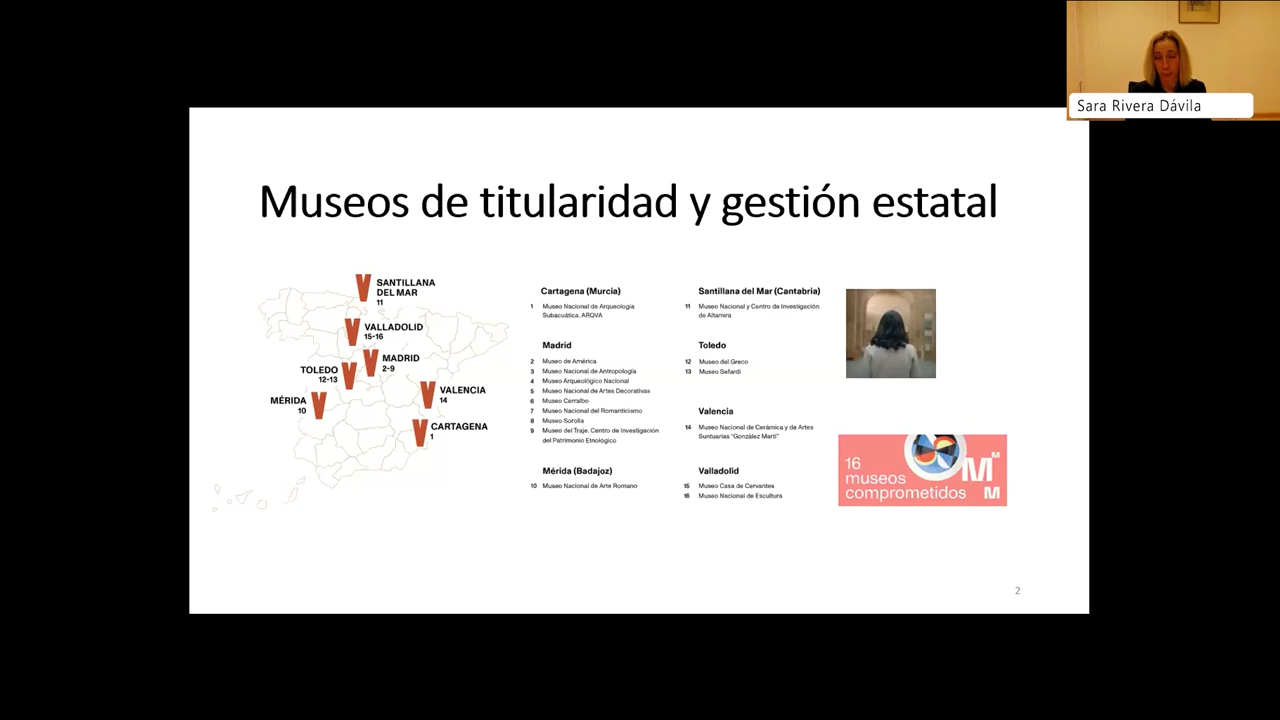 Sara Rivera Dávila
Museos de titularidad y gestión estatal
SANTILLANA
DEL MAR
11
VALLADOLID
15-16
MADRID
2-9
TOLEDO
12-13
VALENCIA
14
MÉRIDA
10
CARTAGENA
1
Cartagena (Murcia)
1 Museo Nacional de Arqueología
Subacuática. ARQVA
Madrid
2 Museo de América
3 Museo Nacional de Antropología
4 Museo Arqueológico Nacional
5 Museo Nacional de Artes Decorativas
6 Museo Cerralbo
7 Museo Nacional del Romanticismo
8 Museo Sorolla
9 Museo del Traje. Centro de Investigación
del Patrimonio Etnológico
Mérida (Badajoz)
10 Museo Nacional de Arte Romano
Santillana del Mar (Cantabria)
11 Museo Nacional y Centro de Investigación
de Altamira
Toledo
12 Museo del Greco
13 Museo Sefardí
Valencia
14 Museo Nacional de Cerámica y de Artes
Suntuarias "González Martí"
Valladolid
15 Museo Casa de Cervantes
16 Museo Nacional de Escultura
16
museos
comprometidos
M
M
M
2